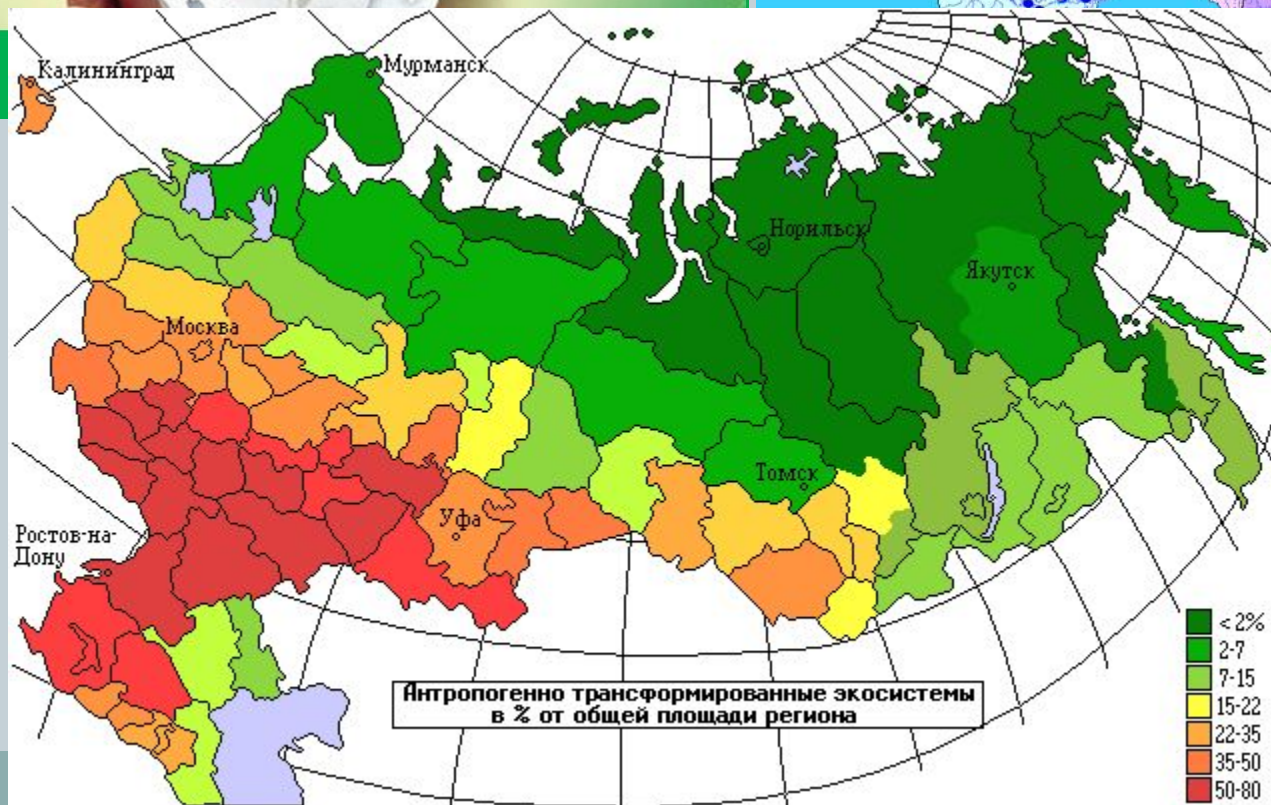 Калининград
Мурманск
Норильск
Якутск
Москва
Томск
Уфа
Ростов-на-
Дону
Антропогенно трансформированные экосистемы
в % от общей площади региона
< 2%
2-7
7-15
15-22
22-35
35-50
50-80